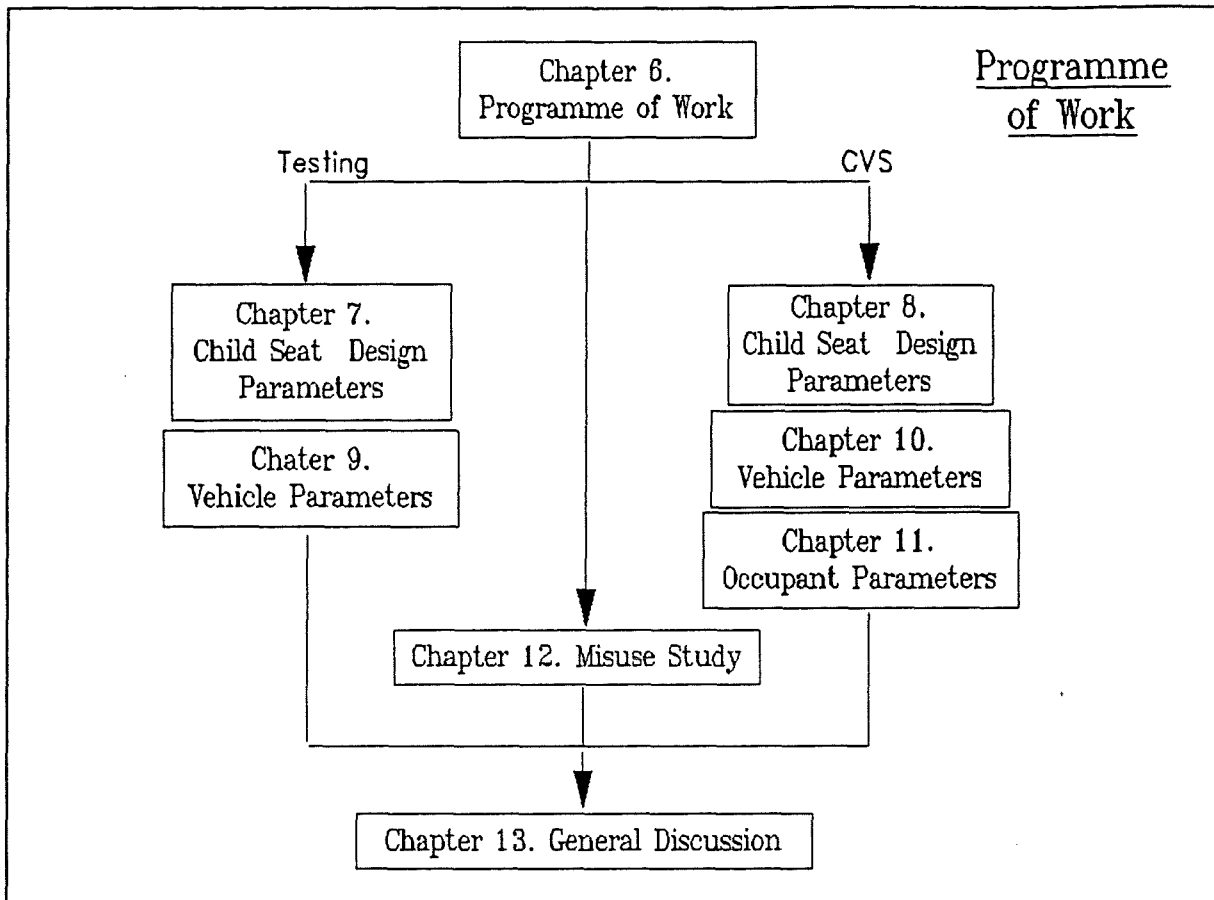 Programme
of Work
Chapter 6.
Programme of Work
Testing
CVS
Chapter 7.
Child Seat Design
Parameters
Chater 9.
Vehicle Parameters
Chapter 8.
Child Seat Design
Parameters
Chapter 10.
Vehicle Parameters
Chapter 11.
Occupant Parameters
Chapter 12. Misuse Study
Chapter 13. General Discussion